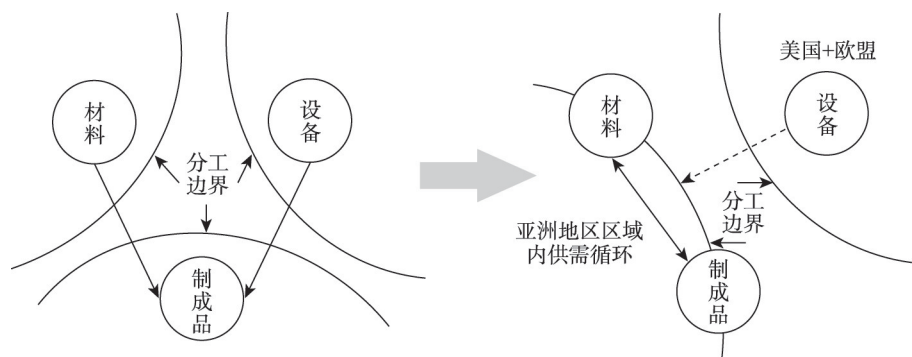 材料
设备
分工
边界
制成品
美国+欧盟
材料
设备
分工
边界
亚洲地区区域
内供需循环
制成品